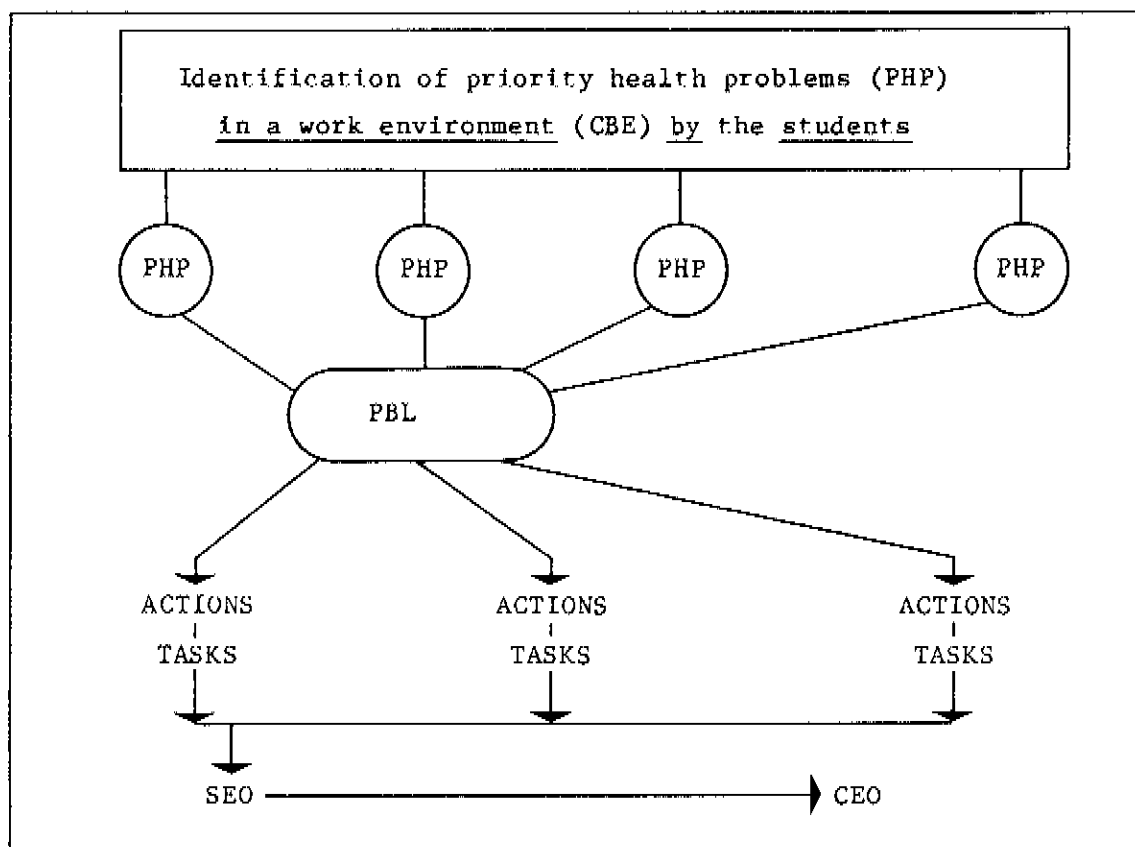 Identification of priority health problems (PHP)
in a work environment (CBE) by the students
PHP PHP PHP PHP
PBL
ACTIONS ACTIONS ACTIONS
TASKS TASKS TASKS
SEO CEO